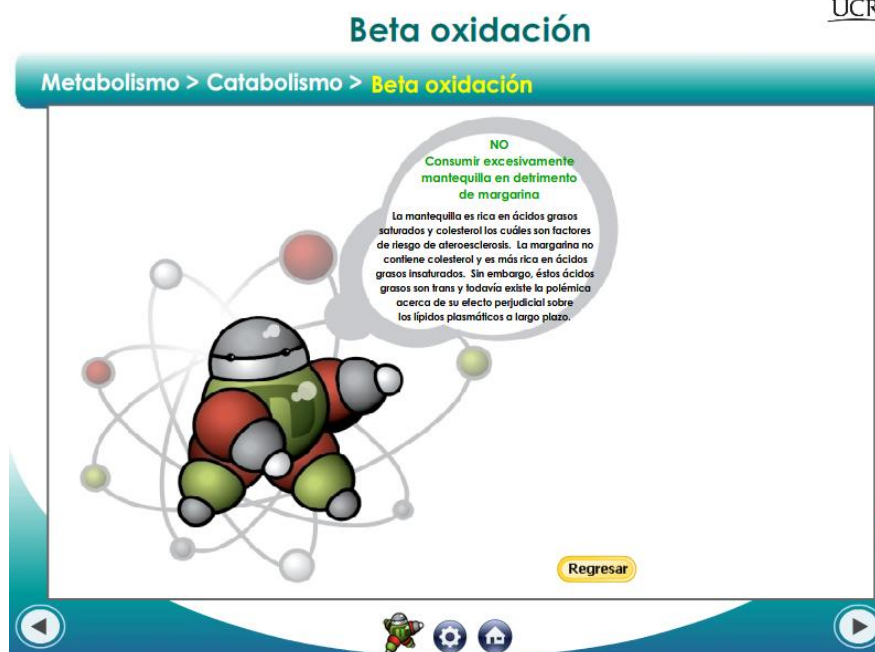 UCR
Beta oxidación
Metabolismo > Catabolismo > Beta oxidación
NO
Consumir excesivamente
mantequilla en detrimento
de margarina
La mantequilla es rica en ácidos grasos
saturados y colesterol los cuáles son factores
de riesgo de ateroesclerosis. La margarina no
contiene colesterol y es más rica en ácidos
grasos insaturados. Sin embargo, éstos ácidos
grasos son trans y todavía existe la polémica
acerca de su efecto perjudicial sobre
los lípidos plasmáticos a largo plazo.
Regresar